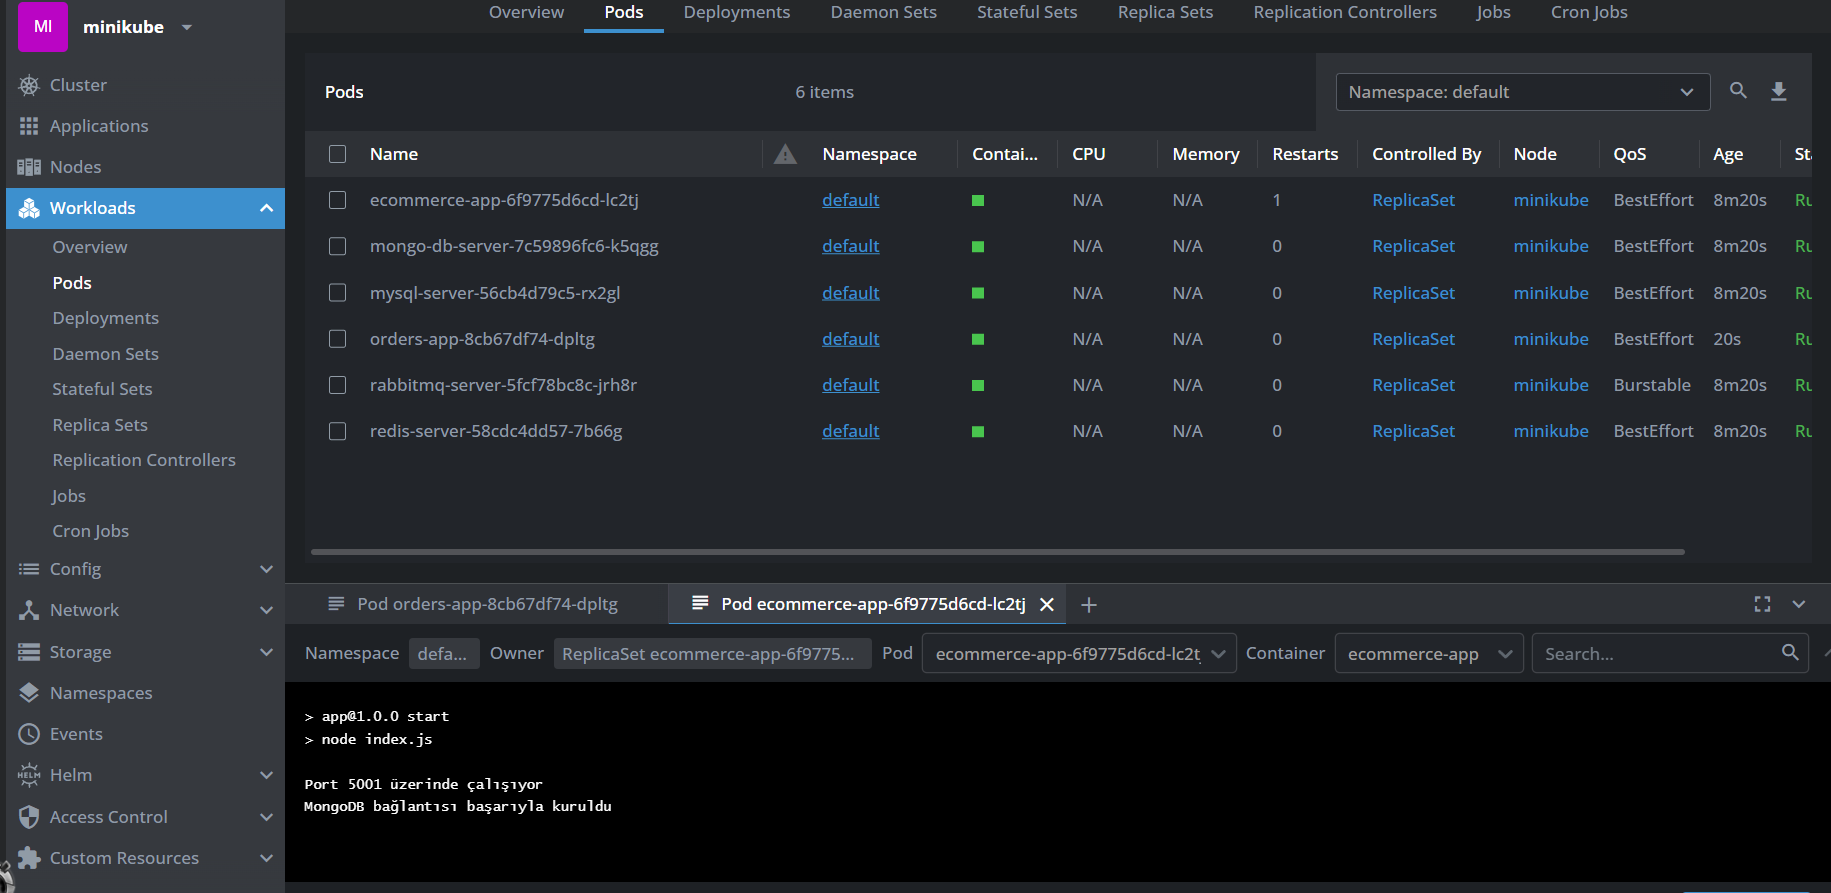 MI minikube
Overview Pods Deployments Daemon Sets Stateful Sets Replica Sets Replication Controllers Jobs Cron Jobs
Cluster
Applications
Nodes
Workloads
Overview
Pods
Deployments
Daemon Sets
Stateful Sets
Replica Sets
Replication Controllers
Jobs
Cron Jobs
Config
Network
Storage
Namespaces
Events
HELM Helm
Access Control
Custom Resources
Pods 6 items Namespace: default
Name Namespace Contai... CPU Memory Restarts Controlled By Node QoS Age
ecommerce-app-6f9775d6cd-lc2tj default N/A N/A 1 ReplicaSet minikube BestEffort 8m20s
mongo-db-server-7c59896fc6-k5qgg default N/A N/A 0 ReplicaSet minikube BestEffort 8m20s
mysql-server-56cb4d79c5-rx2gl default N/A N/A 0 ReplicaSet minikube BestEffort 8m20s
orders-app-8cb67df74-dpltg default N/A N/A 0 ReplicaSet minikube BestEffort 20s
rabbitmq-server-5fcf78bc8c-jrh8r default N/A N/A 0 ReplicaSet minikube Burstable 8m20s
redis-server-58cdc4dd57-7b66g default N/A N/A 0 ReplicaSet minikube BestEffort 8m20s
Pod orders-app-8cb67df74-dpltg Pod ecommerce-app-6f9775d6cd-lc2tj
Namespace defa... Owner ReplicaSet ecommerce-app-6f9775... Pod ecommerce-app-6f9775d6cd-lc2t Container ecommerce-app Search...
> app@1.0.0 start
> node index.js
Port 5001 üzerinde çalışıyor
MongoDB bağlantısı başarıyla kuruldu